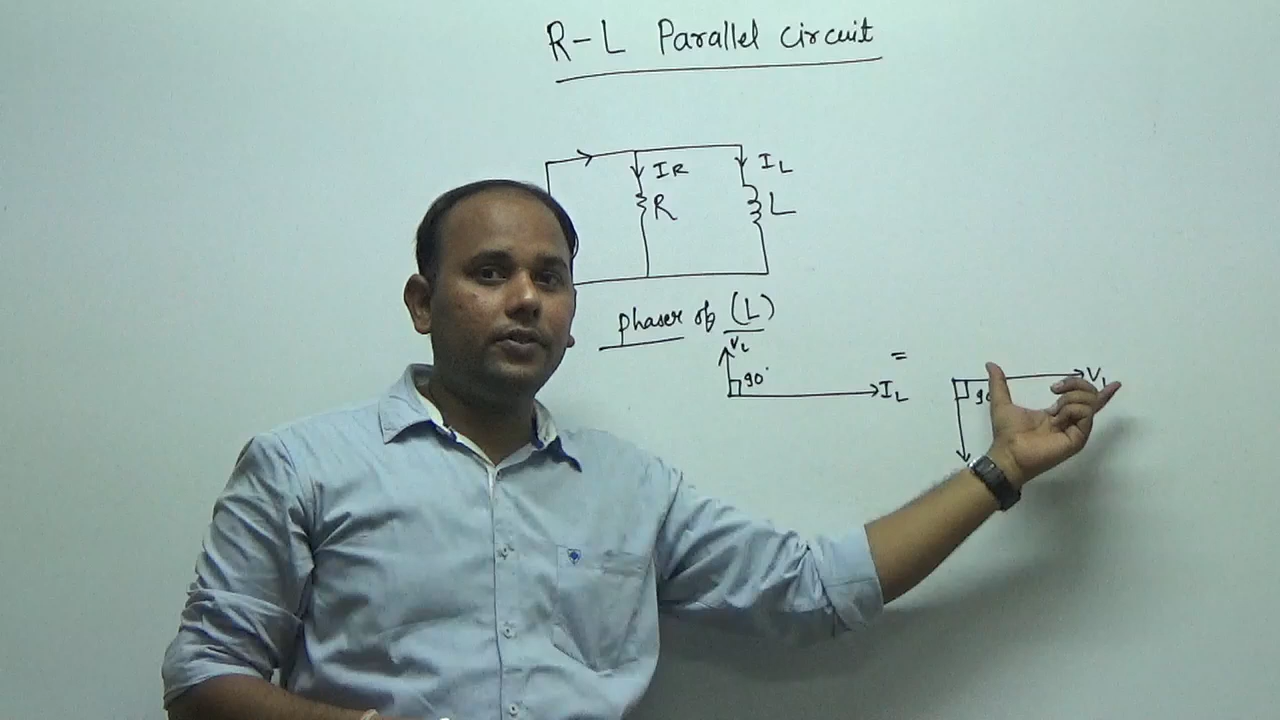 R-L Parallel Circuit
IR
IL
R
L
Phaser of (L)
VL
90°
IL
=
VL